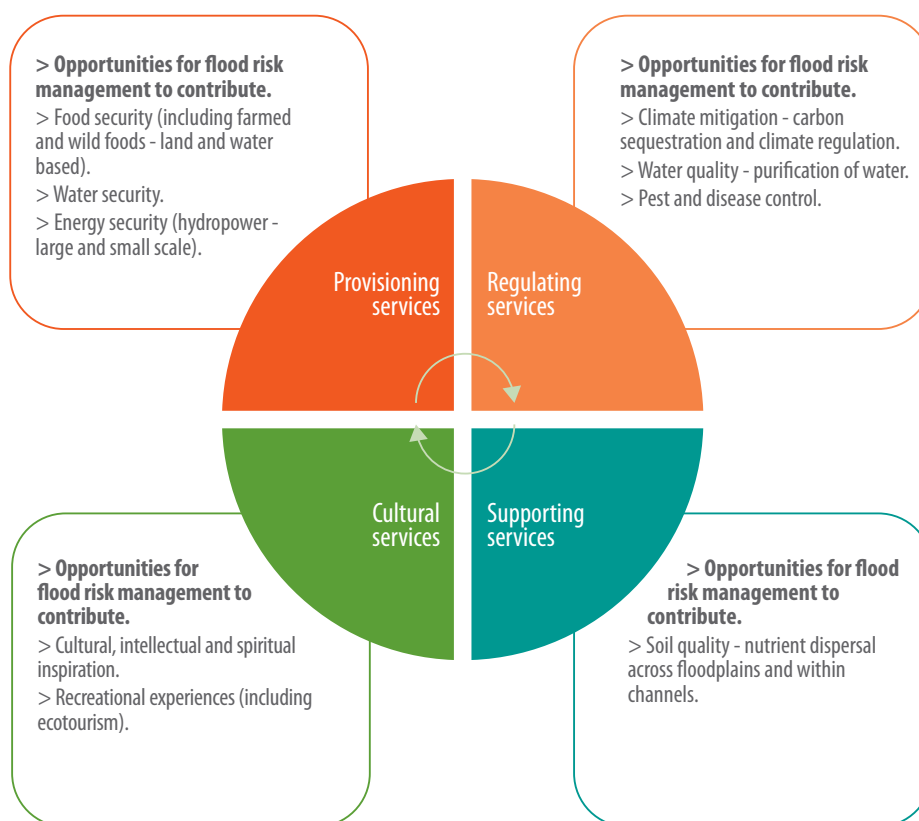 > Opportunities for flood risk
management to contribute.
> Food security (including farmed
and wild foods - land and water
based).
> Water security.
> Energy security (hydropower -
large and small scale).
> Opportunities for flood risk
management to contribute.
> Climate mitigation - carbon
sequestration and climate regulation.
> Water quality - purification of water.
> Pest and disease control.
Provisioning
services
Regulating
services
Cultural
services
Supporting
services
> Opportunities for
flood risk management to
contribute.
> Cultural, intellectual and spiritual
inspiration.
> Recreational experiences (including
ecotourism).
> Opportunities for flood
risk management to
contribute.
> Soil quality - nutrient dispersal
across floodplains and within
channels.